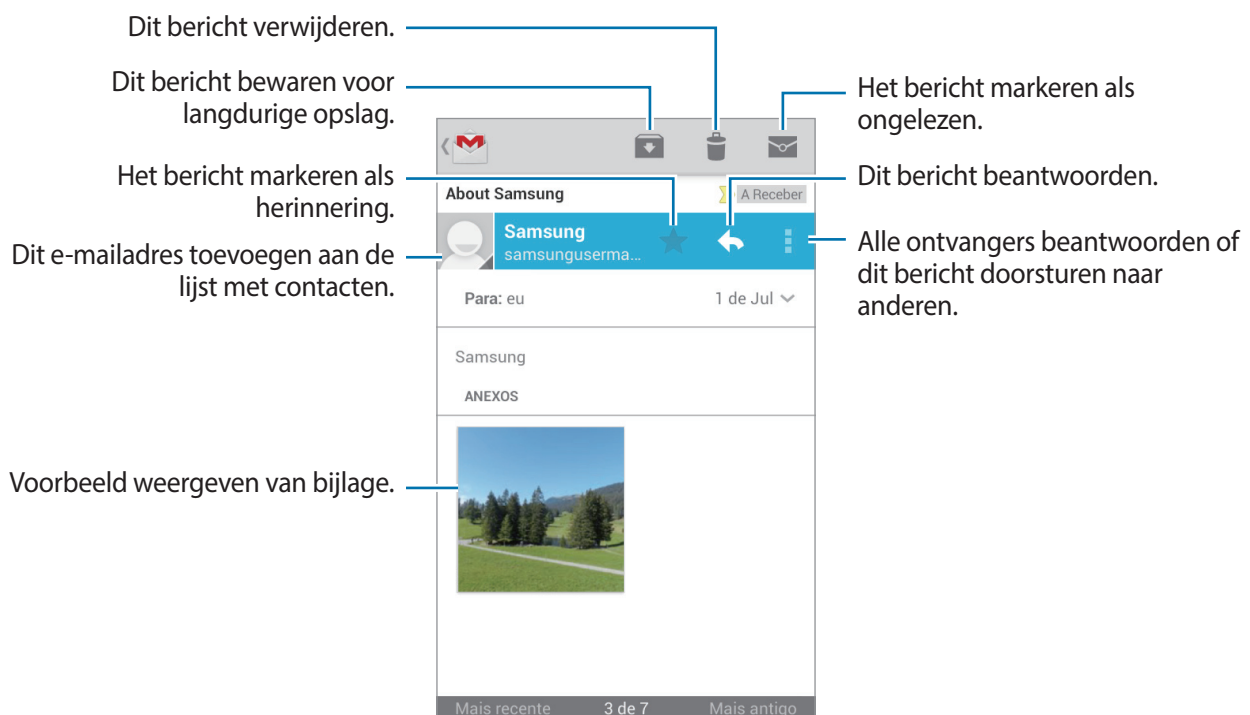 Dit bericht verwijderen.
Dit bericht bewaren voor
langdurige opslag.
Het bericht markeren als
herinnering.
Dit e-mailadres toevoegen aan de
lijst met contacten.
Voorbeeld weergeven van bijlage.
Het bericht markeren als
ongelezen.
Dit bericht beantwoorden.
Alle ontvangers beantwoorden of
dit bericht doorsturen naar
anderen.
About Samsung
A Receber
Samsung
samsunguserma...
Para: eu
1 de Jul
Samsung
ANEXOS
Mais recente 3 de 7 Mais antigo